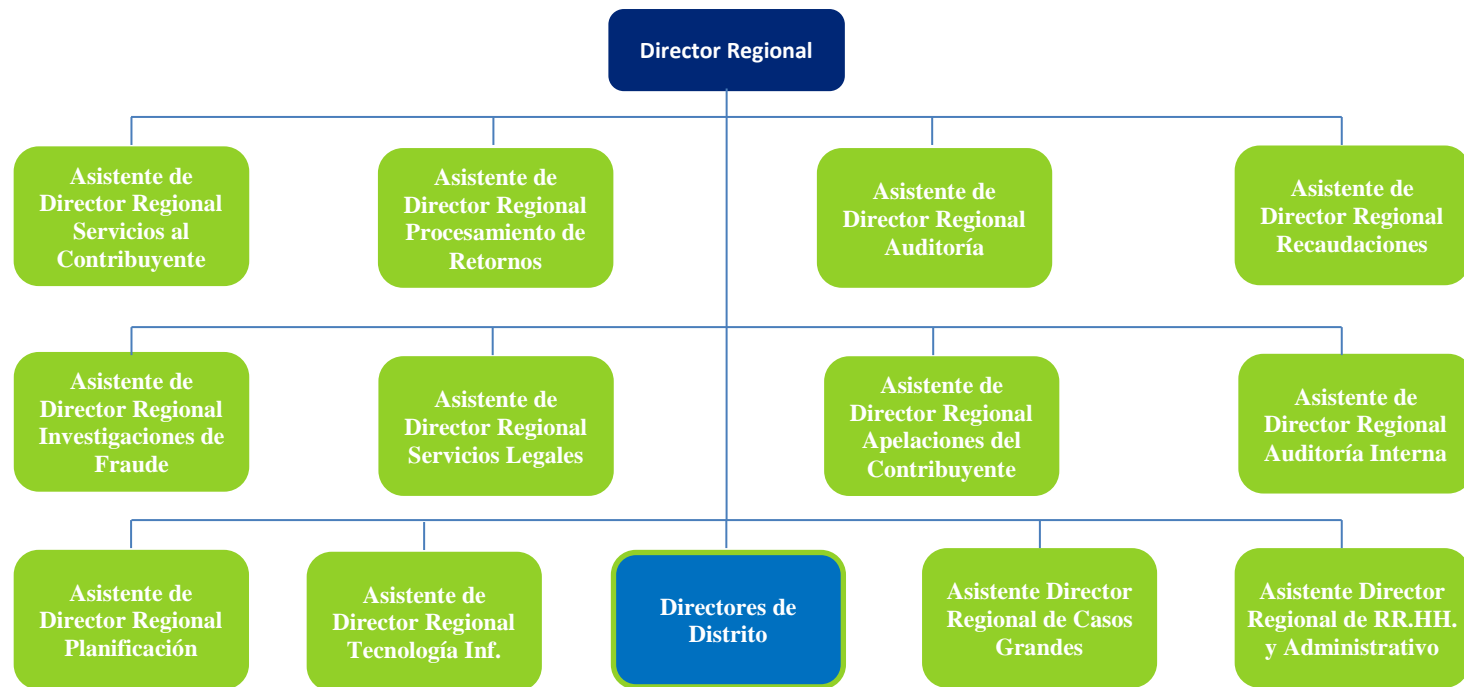 Director Regional
Asistente de
Director Regional
Servicios al
Contribuyente
Asistente de
Director Regional
Procesamiento de
Retornos
Asistente de
Director Regional
Auditoría
Asistente de
Director Regional
Recaudaciones
Asistente de
Director Regional
Investigaciones de
Fraude
Asistente de
Director Regional
Servicios Legales
Asistente de
Director Regional
Apelaciones del
Contribuyente
Asistente de
Director Regional
Auditoría Interna
Asistente de
Director Regional
Planificación
Asistente de
Director Regional
Tecnología Inf.
Directores de
Distrito
Asistente Director
Regional de Casos
Grandes
Asistente Director
Regional de RR.HH.
y Administrativo